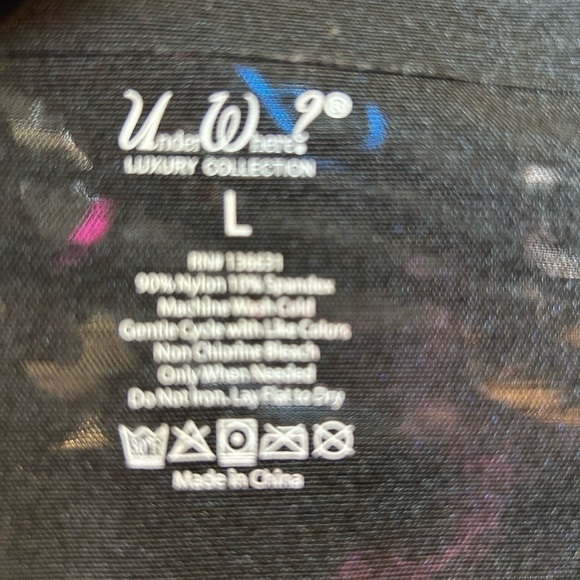 UnderWhere?®
LUXURY COLLECTION
L
RN# 136631
90% Nylon 10% Spandex
Machine Wash Cold
Gentle Cycle with Like Colors
Non Chlorine Bleach
Only When Needed
Do Not Iron. Lay Flat to Dry
Made in China